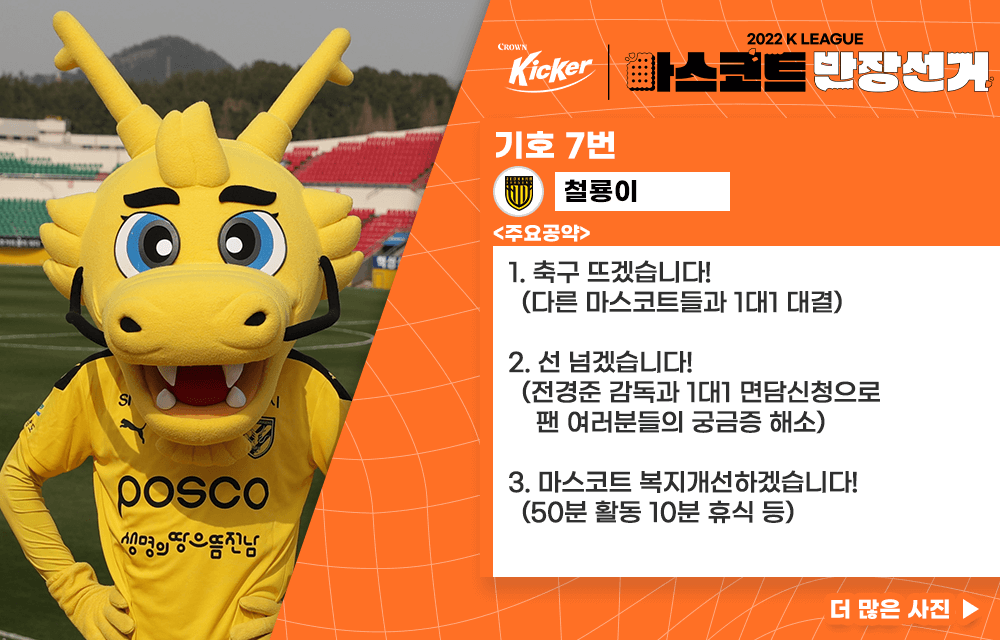 CROWN
Kicker
2022 K LEAGUE
마스코트 반장선거
기호 7번
철룡이
<주요공약>
1. 축구 뜨겠습니다!
(다른 마스코트들과 1대1 대결)
2. 선 넘겠습니다!
(전경준 감독과 1대1 면담신청으로
팬 여러분들의 궁금증 해소)
3. 마스코트 복지개선하겠습니다!
(50분 활동 10분 휴식 등)
posco
생명의땅으뜸전남
더 많은 사진 ▶